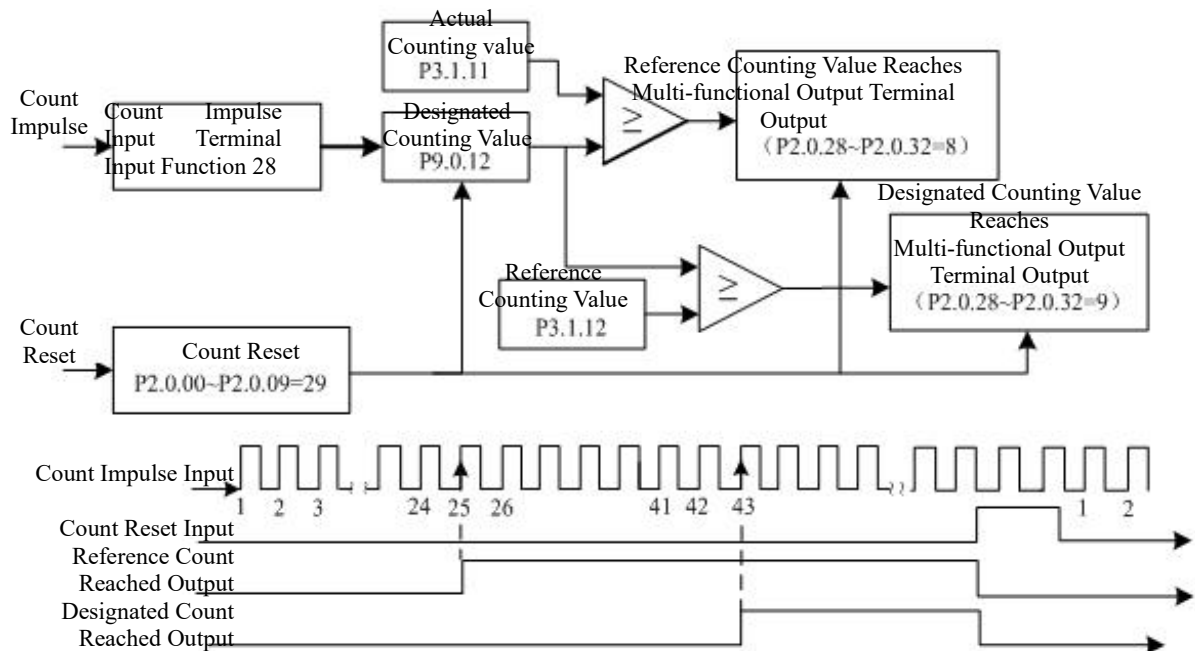 Actual
Counting value
P3.1.11
Reference Counting Value Reaches
Multi-functional Output Terminal
Output
（P2.0.28~P2.0.32=8）
Count
Impulse
Count Impulse
Input Terminal
Input Function 28
Designated
Counting Value
P9.0.12
≥
Designated Counting Value
Reaches
Multi-functional Output
Terminal Output
（P2.0.28~P2.0.32=9）
Reference
Counting Value
P3.1.12
≥
Count
Reset
Count Reset
P2.0.00~P2.0.09=29
Count Impulse Input
1 2 3 24 25 26 41 42 43 1 2
Count Reset Input
Reference Count
Reached Output
Designated Count
Reached Output